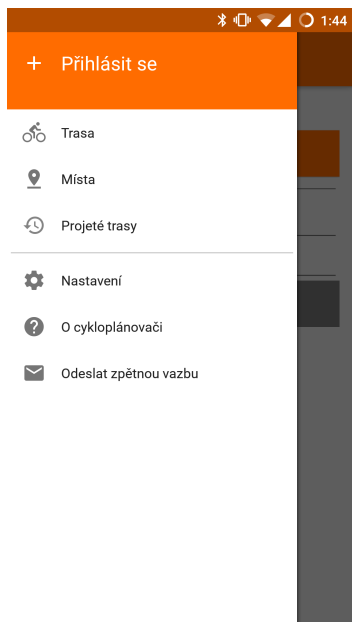 1:44
Přihlásit se
Trasa
Místa
Projeté trasy
Nastavení
O cykloplánovači
Odeslat zpětnou vazbu